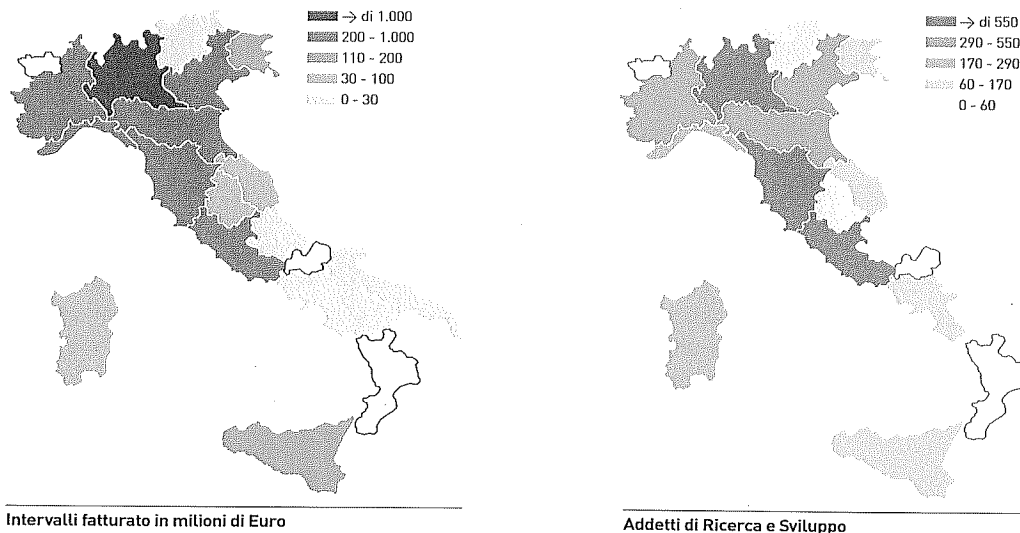 → di 1.000
200 - 1.000
110 - 200
30 - 100
0 - 30
Intervalli fatturato in milioni di Euro
→ di 550
290 - 550
170 - 290
60 - 170
0 - 60
Addetti di Ricerca e Sviluppo